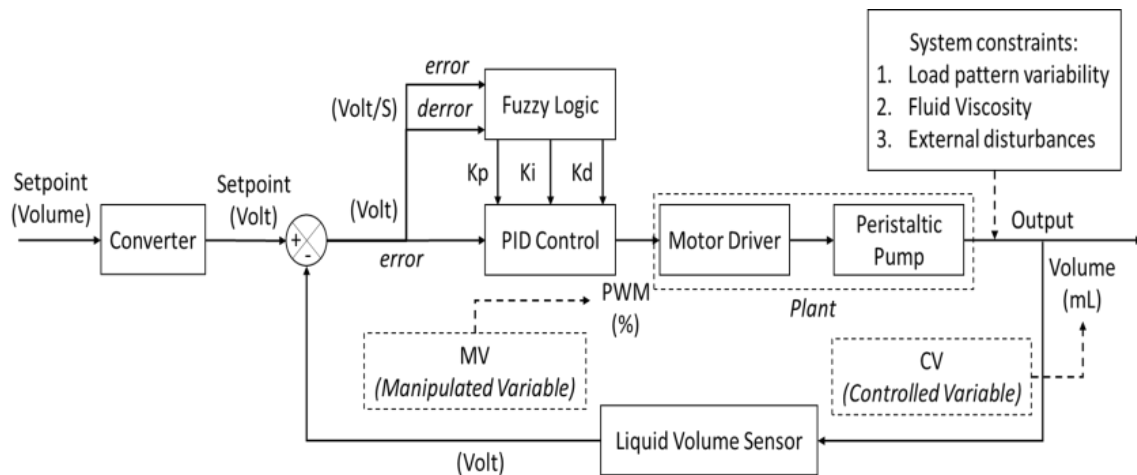 System constraints:
1. Load pattern variability
2. Fluid Viscosity
3. External disturbances
error
(Volt/S)
derror
Fuzzy Logic
Kp
Ki
Kd
Setpoint
(Volume)
Converter
Setpoint
(Volt)
+
-
(Volt)
error
PID Control
Motor Driver
Peristaltic
Pump
Plant
Output
Volume
(mL)
PWM
(%)
MV
(Manipulated Variable)
CV
(Controlled Variable)
Liquid Volume Sensor
(Volt)